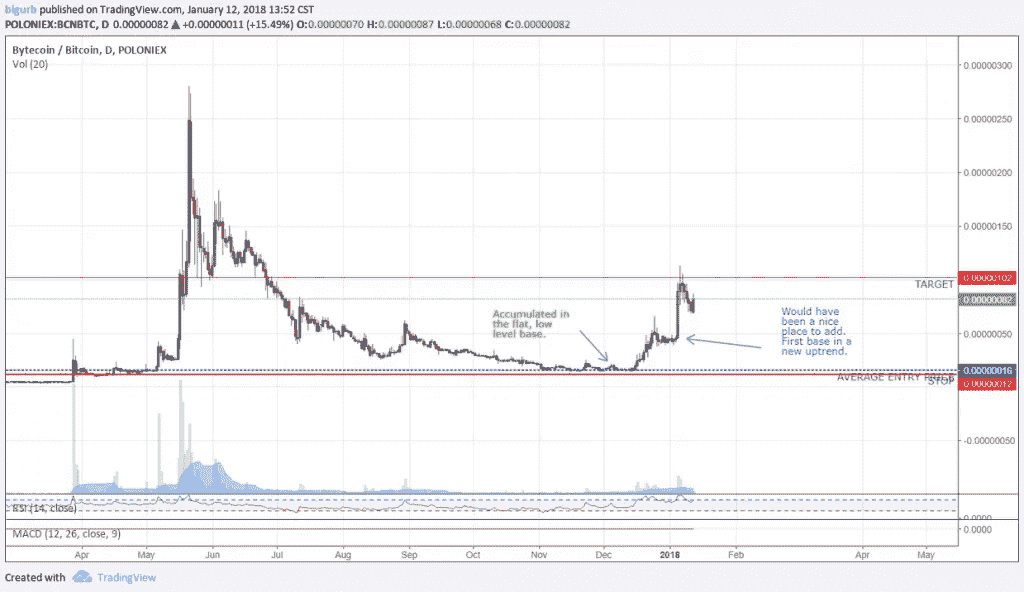 bigurb published on TradingView.com, January 12, 2018 13:52 CST
POLONIEX:BCNBTC, D 0.00000082 ▲ +0.00000011 (+15.49%) O:0.00000070 H:0.00000087 L:0.00000068 C:0.00000082
Bytecoin / Bitcoin, D, POLONIEX
Vol (20)
0.00000300
0.00000250
0.00000200
0.00000150
0.00000102
TARGET
0.00000082
Accumulated in
the flat, low
level base.
Would have
been a nice
place to add.
First base in a
new uptrend.
0.00000050
0.00000016
AVERAGE ENTRY PRICE
STOP
0.00000012
-0.00000050
RSI (14, close)
0.0000
MACD (12, 26, close, 9)
0.0000
Apr May Jun Jul Aug Sep Oct Nov Dec 2018 Feb Apr May
Created with TradingView